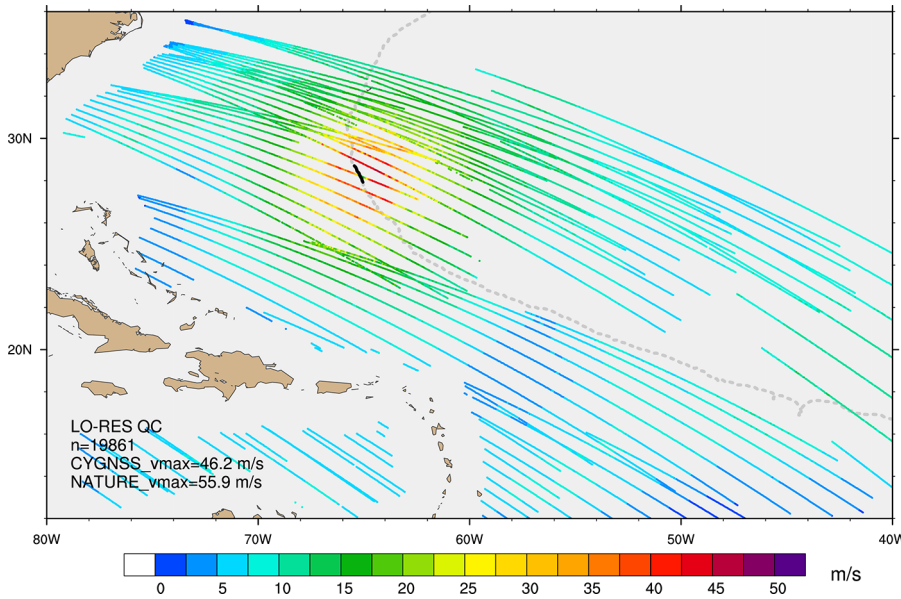 30N
20N
LO-RES QC
n=19861
CYGNSS_vmax=46.2 m/s
NATURE_vmax=55.9 m/s
80W 70W 60W 50W 40W
0 5 10 15 20 25 30 35 40 45 50 m/s